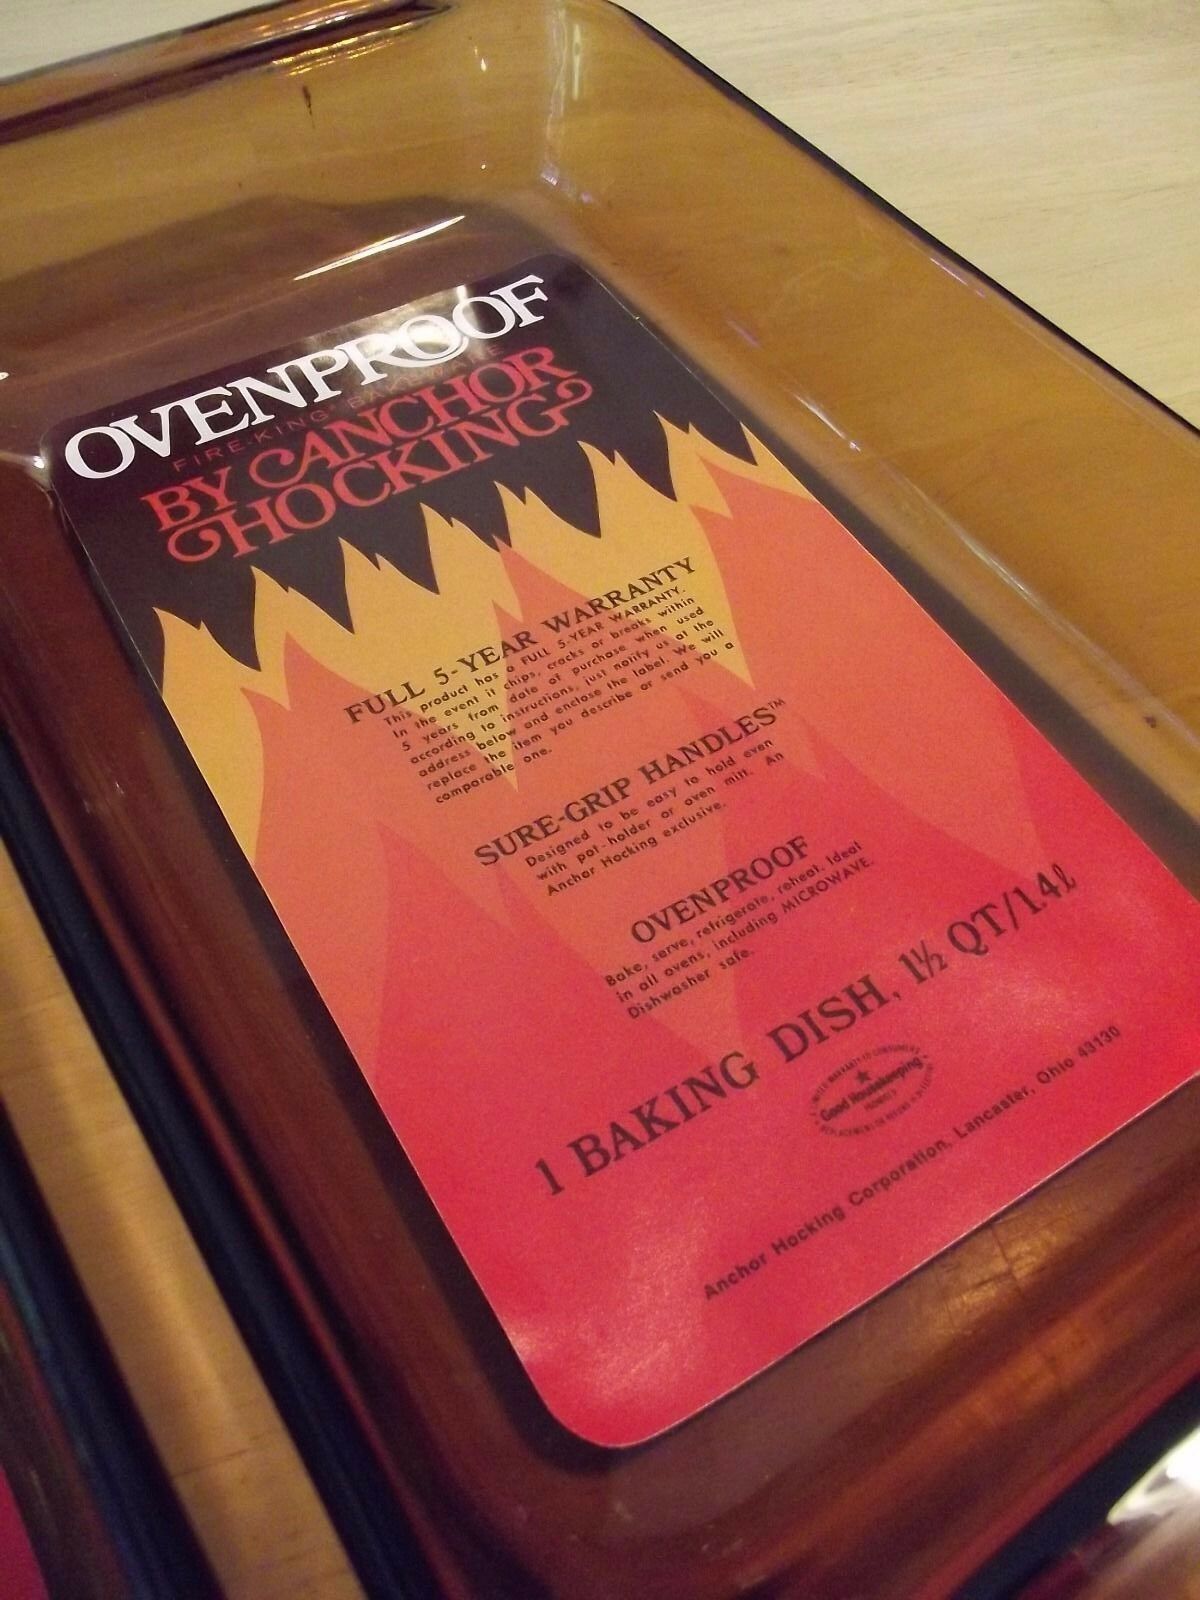 OVENPROOF
FIRE-KING® BAKEWARE
BY ANCHOR
HOCKING
FULL 5-YEAR WARRANTY
This product has a FULL 5-YEAR WARRANTY.
In the event it chips, cracks or breaks within
5 years from date of purchase when used
according to instructions, just notify us at the
address below and enclose the label. We will
replace the item you describe or send you a
comparable one.
SURE-GRIP HANDLES™
Designed to be easy to hold even
with pot-holder or oven mitt. An
Anchor Hocking exclusive.
OVENPROOF
Bake, serve, refrigerate, reheat. Ideal
in all ovens, including MICROWAVE.
Dishwasher safe.
1 BAKING DISH, 1½ QT/1.4ℓ
Good Housekeeping
PROMISES
Anchor Hocking Corporation, Lancaster, Ohio 43130